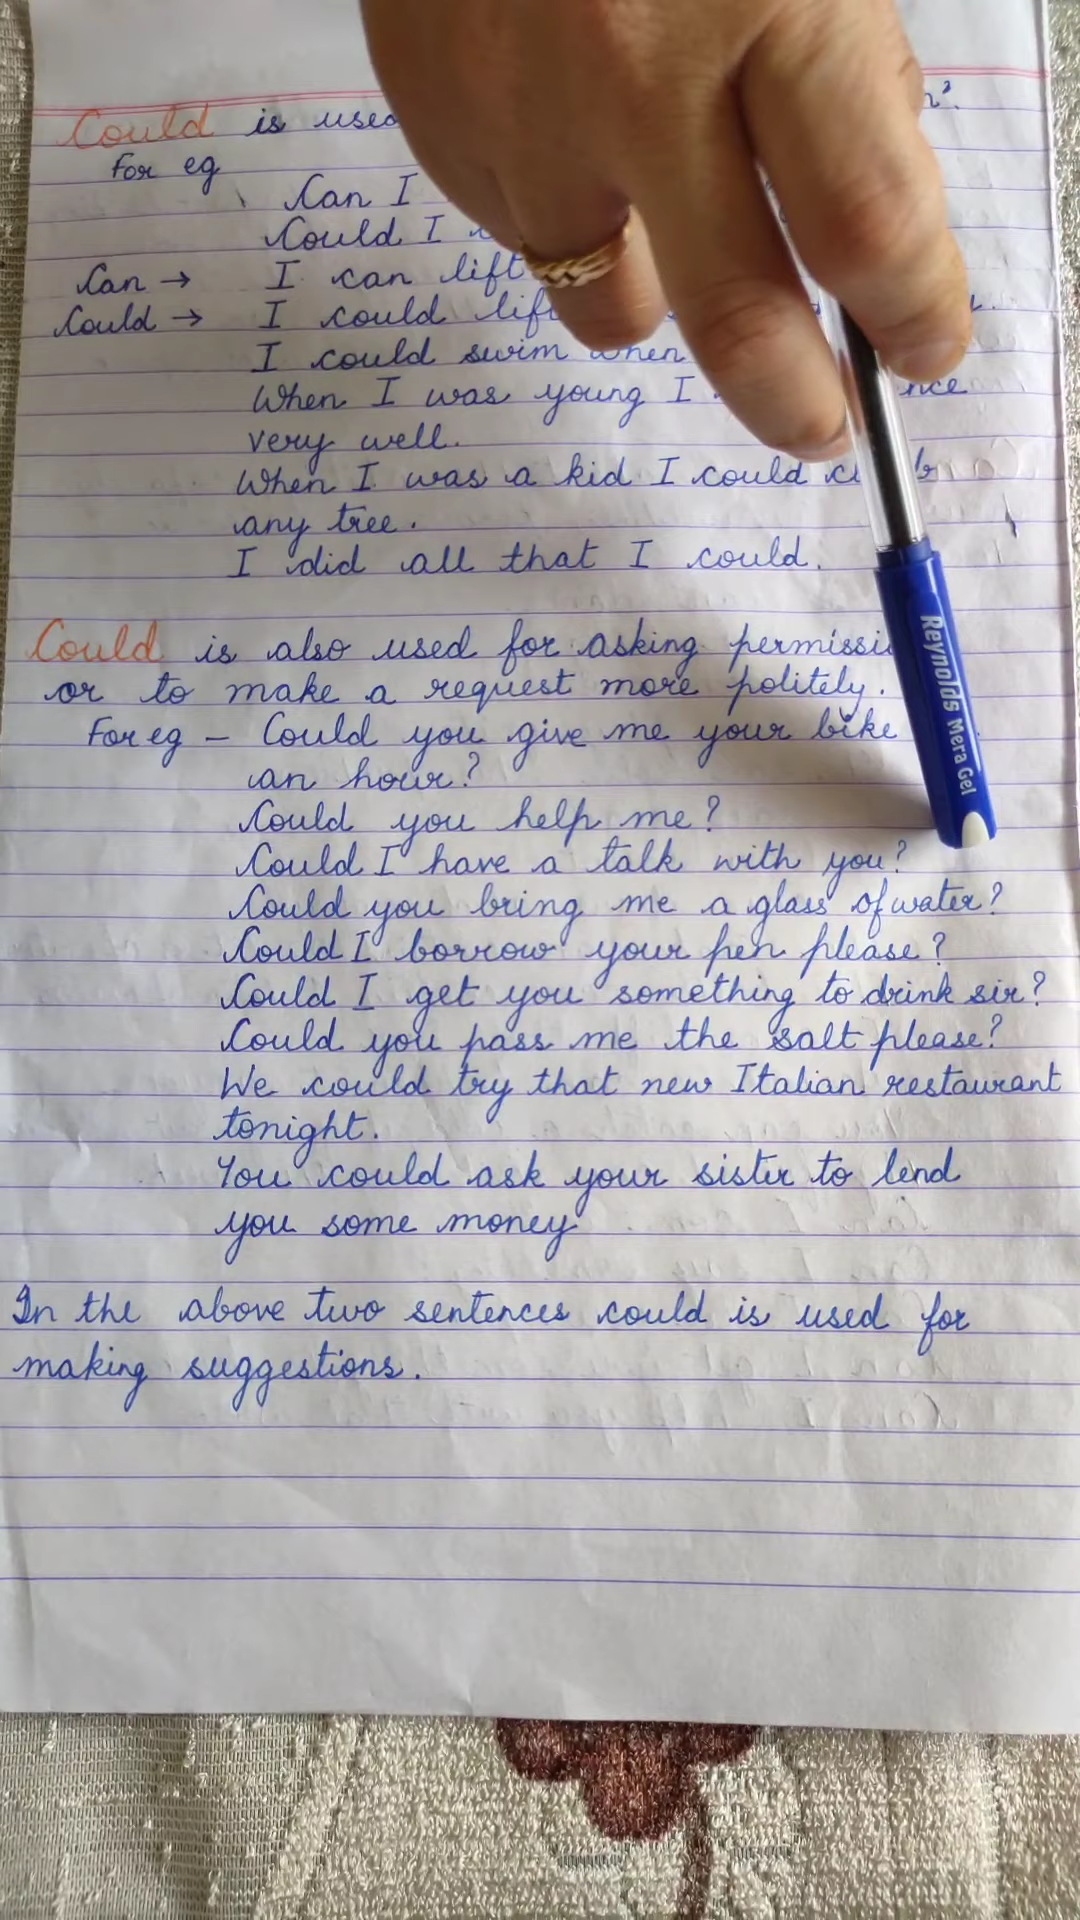 Could is used
For eg
Can I
Could I
Can → I can lift
Could → I could lift
I could swim when
When I was young I
very well.
When I was a kid I could
any tree.
I did all that I could.
Could is also used for asking
or to make a request more politely.
For eg - Could you give me your bike
an hour?
Could you help me?
Could I have a talk with you?
Could you bring me a glass of water?
Could I borrow your pen please?
Could I get you something to drink sir?
Could you pass me the salt please?
We could try that new Italian restaurant
tonight.
You could ask your sister to lend
you some money
In the above two sentences could is used for
making suggestions.
Reynolds Mera Gel